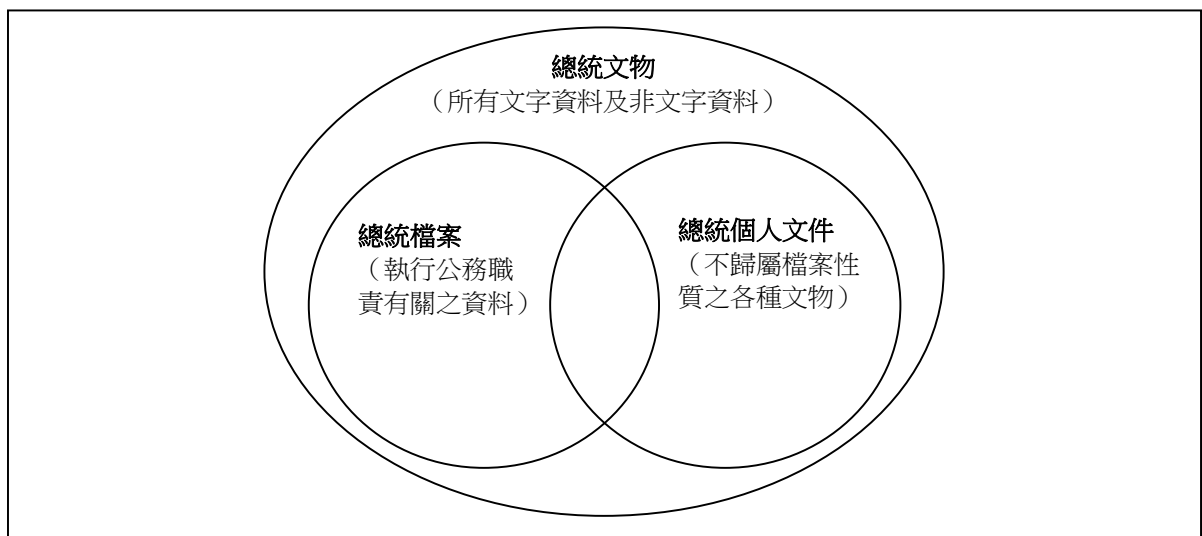 總統文物
（所有文字資料及非文字資料）
總統檔案
（執行公務職
責有關之資料）
總統個人文件
（不歸屬檔案性
質之各種文物）